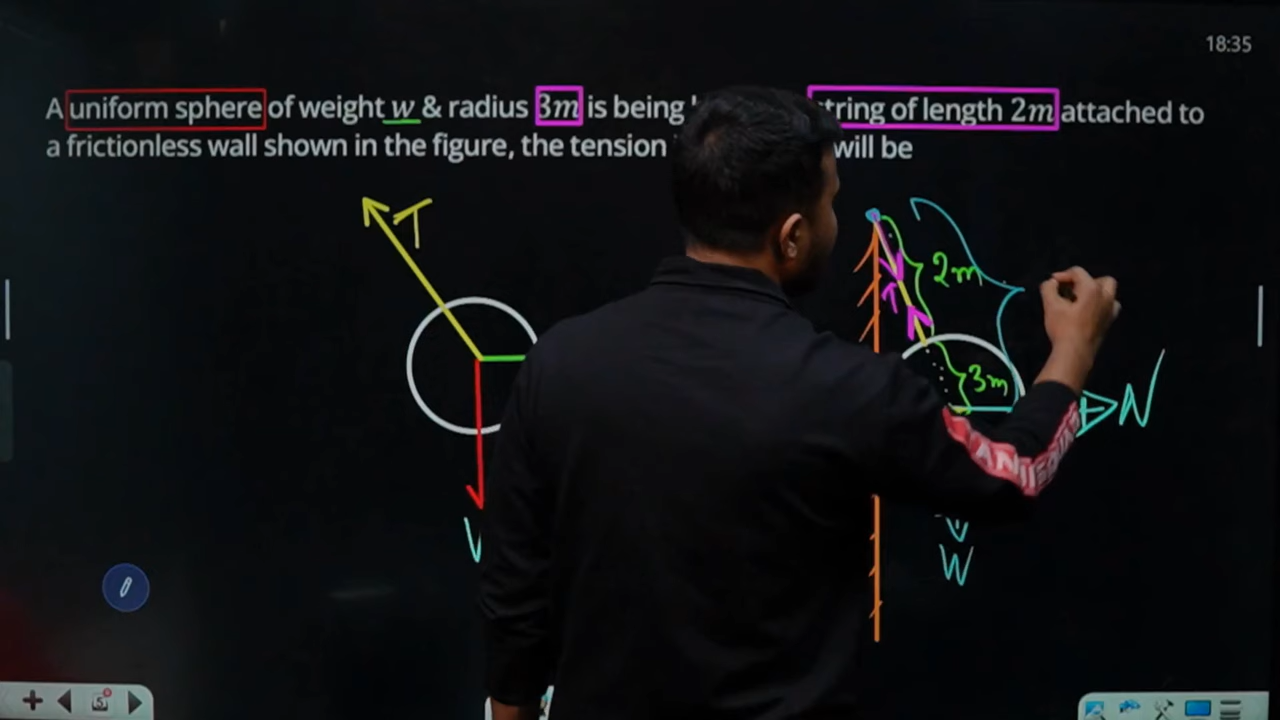 18:35
A uniform sphere of weight w & radius 3m is being string of length 2m attached to
a frictionless wall shown in the figure, the tension will be
T
2m
T
3m
N
W